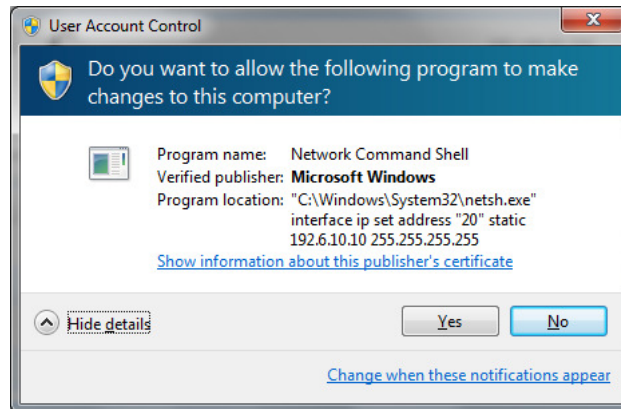 User Account Control
Do you want to allow the following program to make
changes to this computer?
Program name: Network Command Shell
Verified publisher: Microsoft Windows
Program location: "C:\Windows\System32\netsh.exe"
interface ip set address "20" static
192.6.10.10 255.255.255.255
Show information about this publisher's certificate
Hide details
Yes
No
Change when these notifications appear